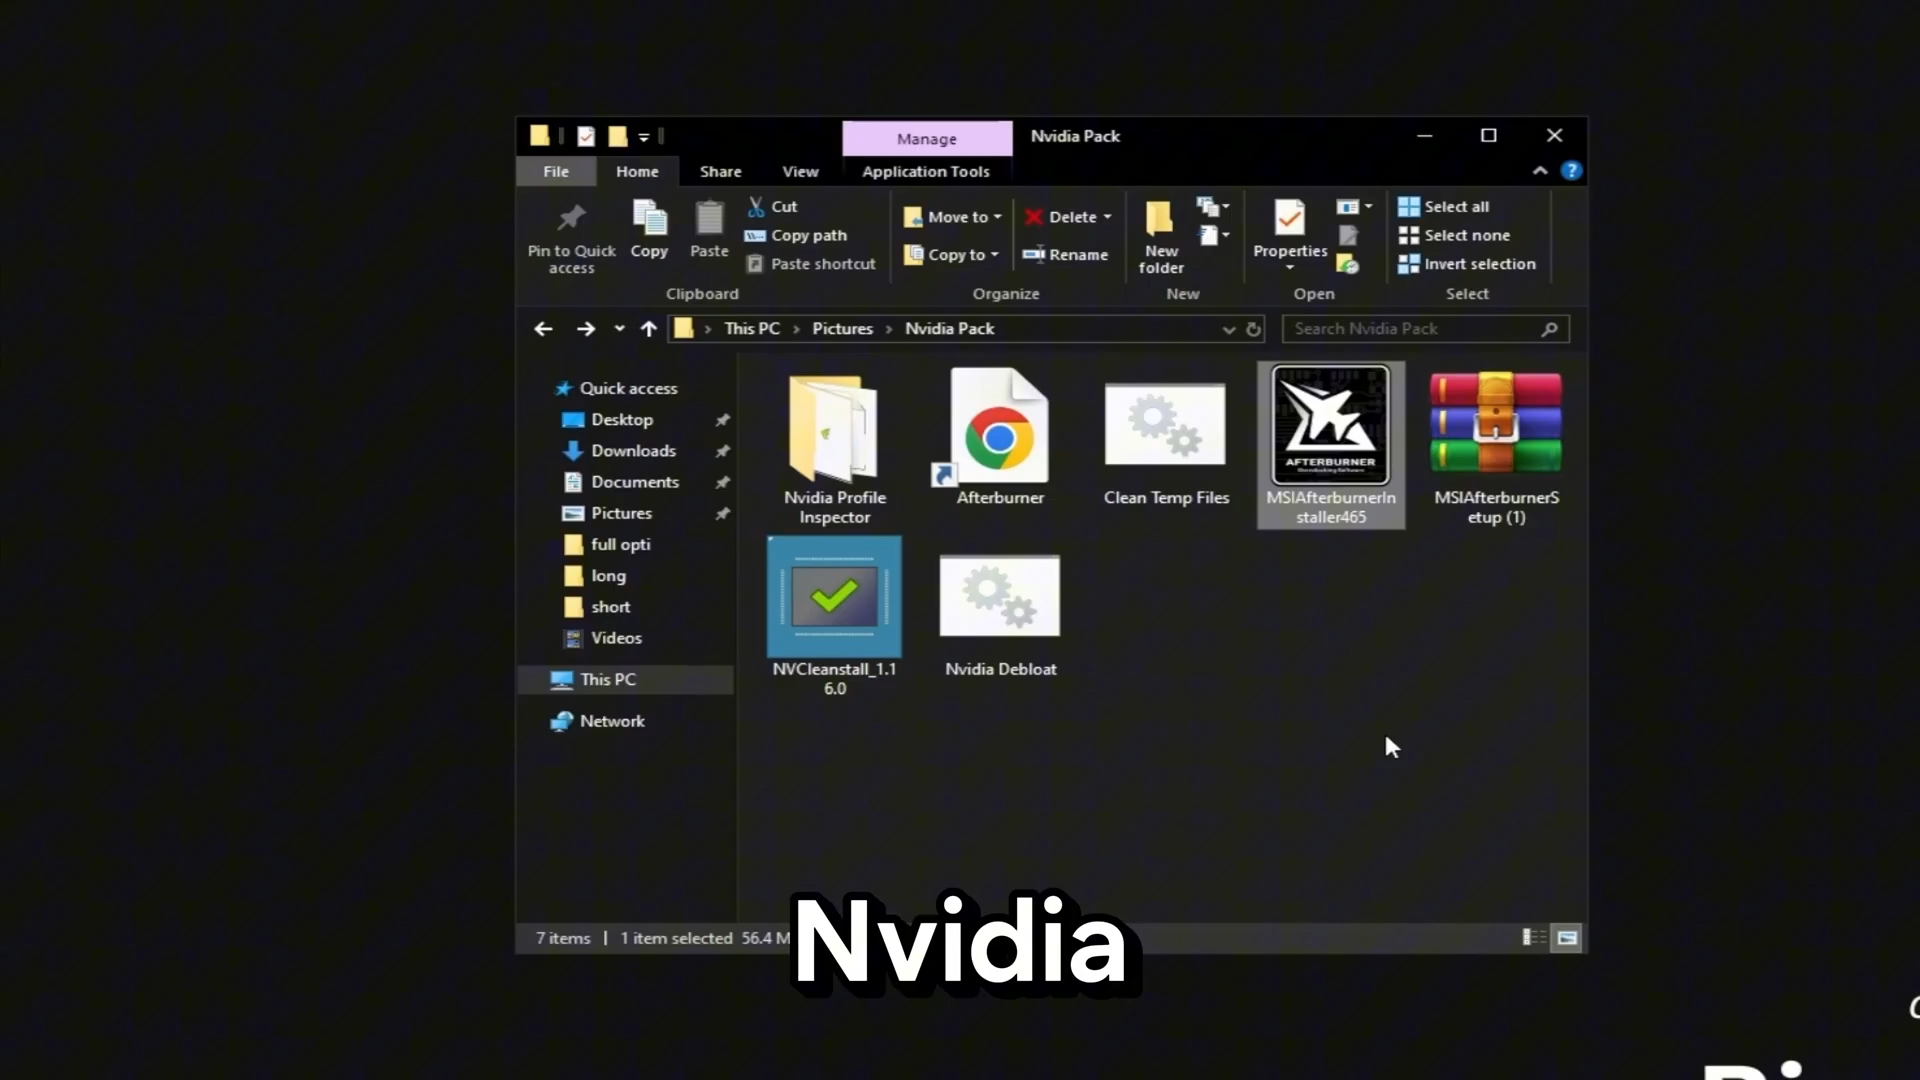 Manage
Nvidia Pack
File
Home
Share
View
Application Tools
Pin to Quick
access
Copy
Paste
Cut
Copy path
Paste shortcut
Move to
Copy to
Delete
Rename
New
folder
Properties
Select all
Select none
Invert selection
Clipboard
Organize
New
Open
Select
This PC
Pictures
Nvidia Pack
Search Nvidia Pack
Quick access
Desktop
Downloads
Documents
Pictures
full opti
long
short
Videos
This PC
Network
Nvidia Profile
Inspector
Afterburner
Clean Temp Files
AFTERBURNER
MSIAfterburnerIn
staller465
MSIAfterburnerS
etup (1)
NVCleanstall_1.1
6.0
Nvidia Debloat
7 items
1 item selected 56.4 M
Nvidia